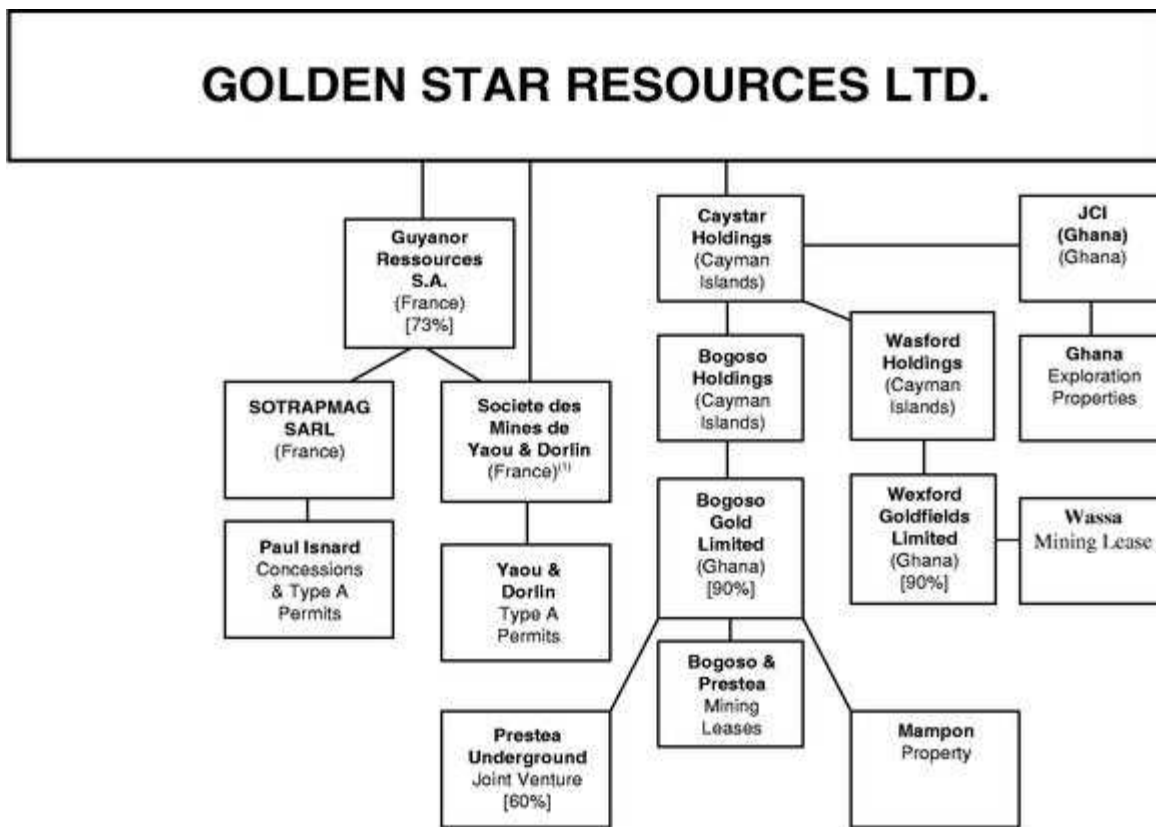 GOLDEN STAR RESOURCES LTD.
Guyanor
Ressources
S.A.
(France)
[73%]
Caystar
Holdings
(Cayman
Islands)
JCI
(Ghana)
(Ghana)
SOTRAPMAG
SARL
(France)
Societe des
Mines de
Yaou & Dorlin
(France)⁽¹⁾
Bogoso
Holdings
(Cayman
Islands)
Wasford
Holdings
(Cayman
Islands)
Ghana
Exploration
Properties
Paul Isnard
Concessions
& Type A
Permits
Yaou &
Dorlin
Type A
Permits
Bogoso
Gold
Limited
(Ghana)
[90%]
Wexford
Goldfields
Limited
(Ghana)
[90%]
Wassa
Mining Lease
Prestea
Underground
Joint Venture
[60%]
Bogoso &
Prestea
Mining
Leases
Mampon
Property